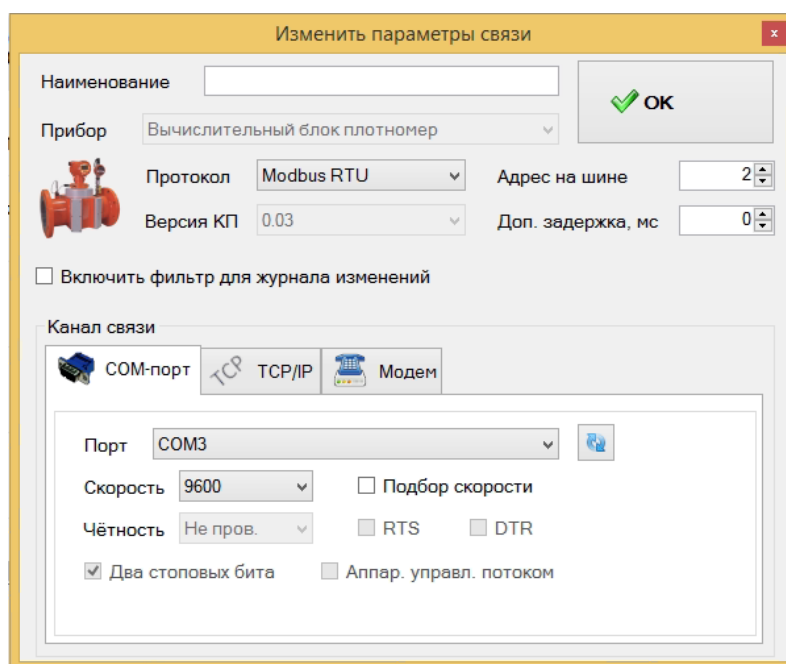 Изменить параметры связи
x
Наименование
OK
Прибор Вычислительный блок плотномер
Протокол Modbus RTU Адрес на шине 2
Версия КП 0.03 Доп. задержка, мс 0
Включить фильтр для журнала изменений
Канал связи
COM-порт TCP TCP/IP Модем
Порт COM3
Скорость 9600 Подбор скорости
Чётность Не пров. RTS DTR
Два стоповых бита Аппар. управл. потоком